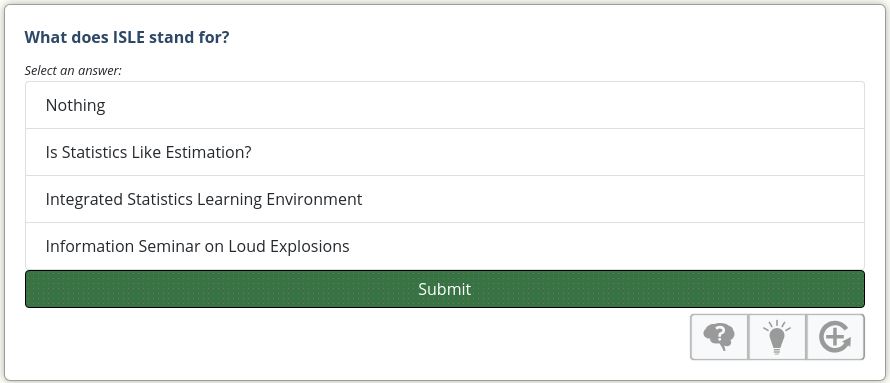 What does ISLE stand for?
Select an answer:
Nothing
Is Statistics Like Estimation?
Integrated Statistics Learning Environment
Information Seminar on Loud Explosions
Submit
?